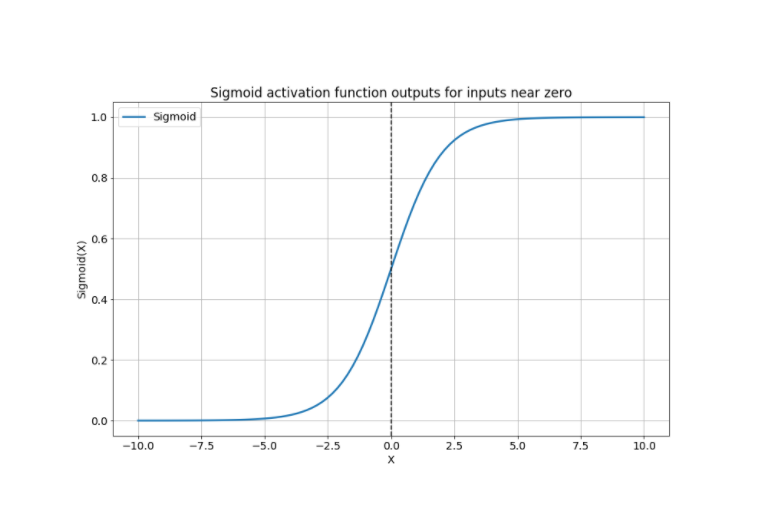 Sigmoid activation function outputs for inputs near zero
Sigmoid
1.0
0.8
0.6
0.4
0.2
0.0
Sigmoid(X)
−10.0 −7.5 −5.0 −2.5 0.0 2.5 5.0 7.5 10.0
X